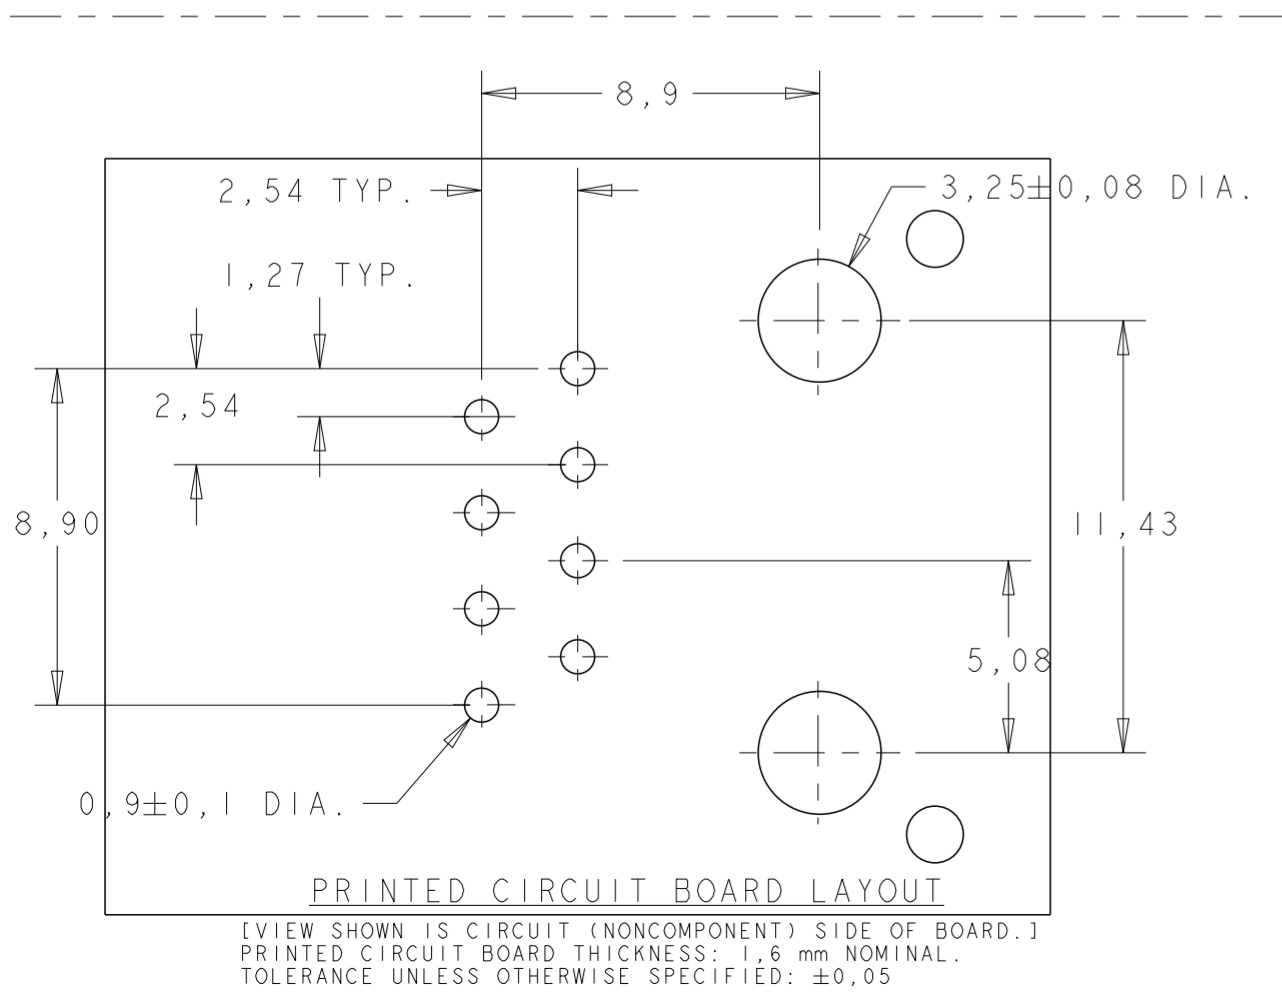 8,9
2,54 TYP.
3,25±0,08 DIA.
1,27 TYP.
2,54
8,90
11,43
5,08
0,9±0,1 DIA.
PRINTED CIRCUIT BOARD LAYOUT
[VIEW SHOWN IS CIRCUIT (NONCOMPONENT) SIDE OF BOARD.]
PRINTED CIRCUIT BOARD THICKNESS: 1,6 mm NOMINAL.
TOLERANCE UNLESS OTHERWISE SPECIFIED: ±0,05